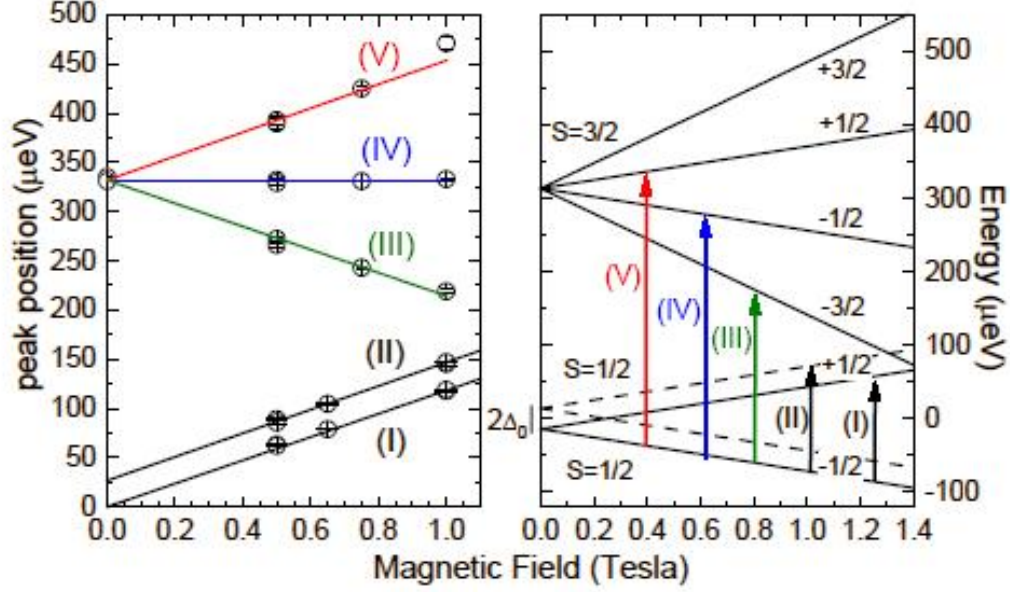 500
450
400
350
300
250
200
150
100
50
0
peak position (μeV)
(V)
(IV)
(III)
(II)
(I)
0.0 0.2 0.4 0.6 0.8 1.0
S=3/2
+3/2
+1/2
-1/2
-3/2
(V)
(IV)
(III)
S=1/2
+1/2
2Δ₀
(II)
(I)
S=1/2
-1/2
500
400
300
200
100
0
-100
Energy (μeV)
0.0 0.2 0.4 0.6 0.8 1.0 1.2 1.4
Magnetic Field (Tesla)